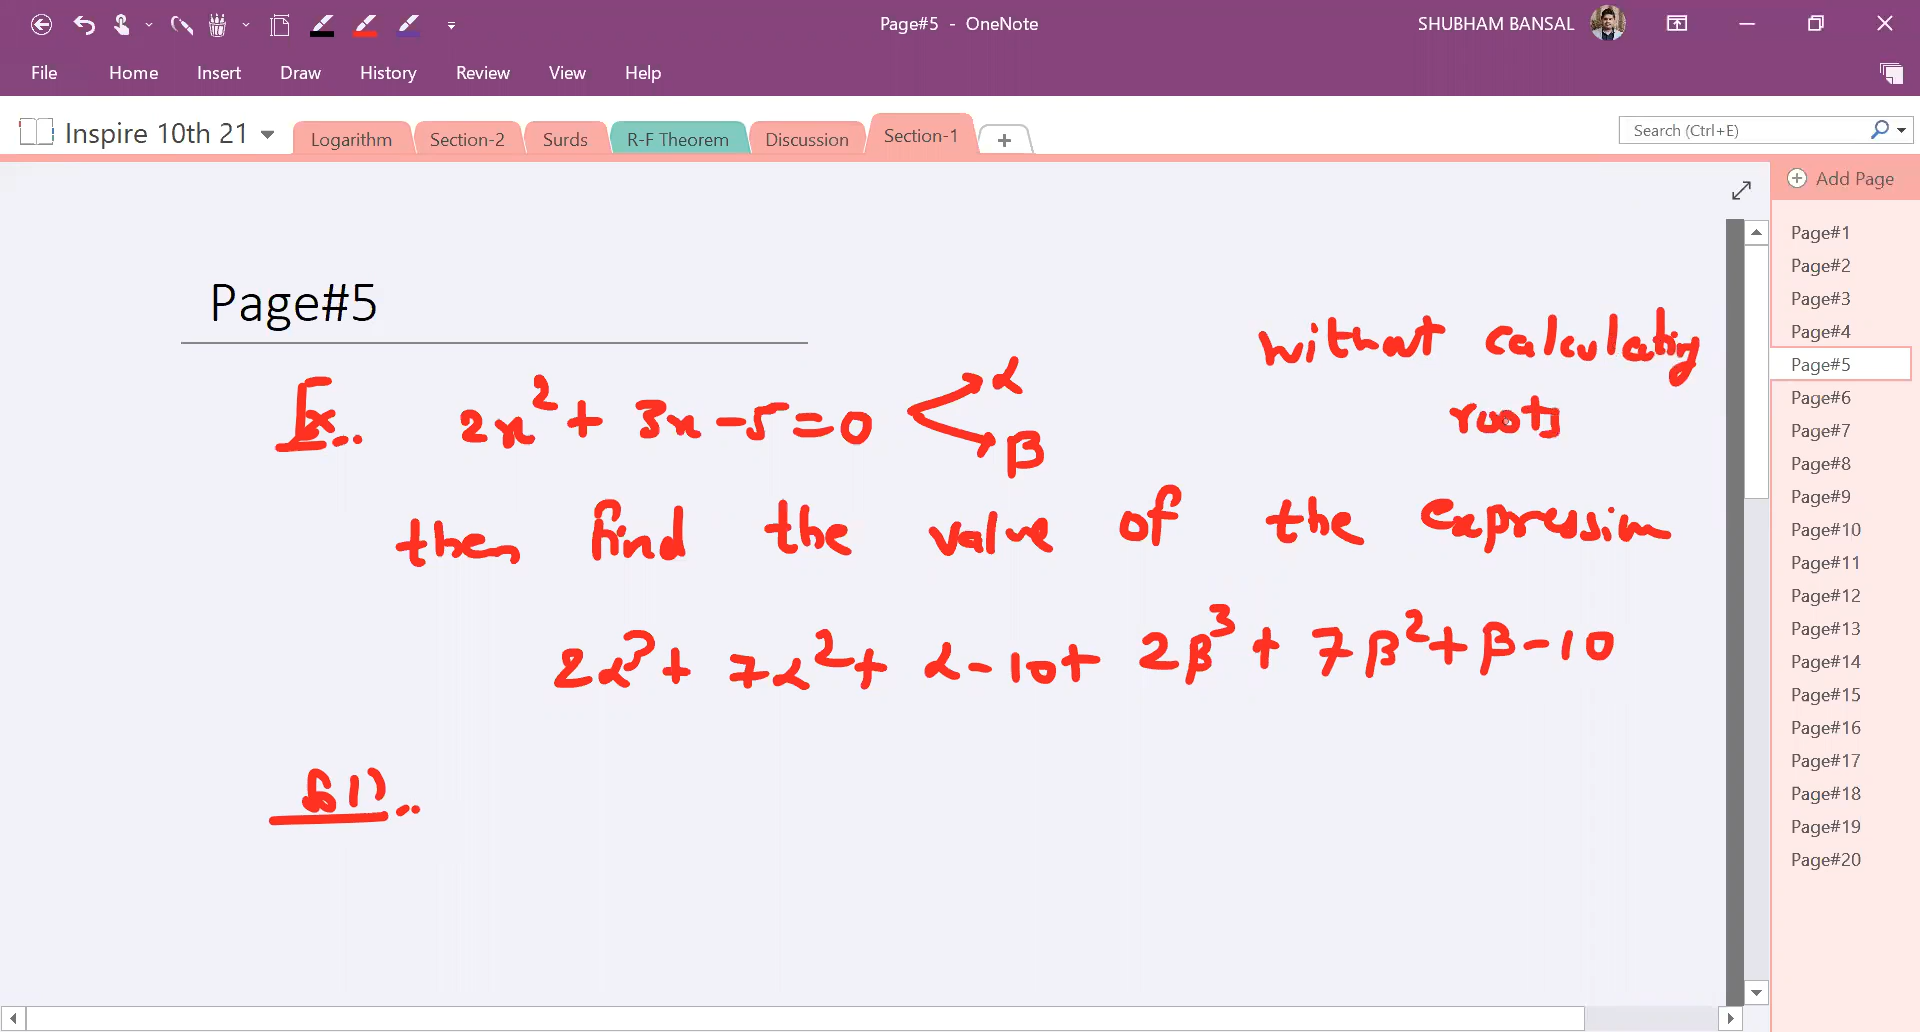 Page#5 - OneNote
SHUBHAM BANSAL
File Home Insert Draw History Review View Help
Inspire 10th 21
Logarithm Section-2 Surds R-F Theorem Discussion Section-1
Search (Ctrl+E)
Add Page
Page#5
without calculating
roots
Ex..
2x² + 3x - 5 = 0
α
β
then find the value of the expression
2α³ + 7α² + α - 10 + 2β³ + 7β² + β - 10
Page#1
Page#2
Page#3
Page#4
Page#5
Page#6
Page#7
Page#8
Page#9
Page#10
Page#11
Page#12
Page#13
Page#14
Page#15
Page#16
Page#17
Page#18
Page#19
Page#20